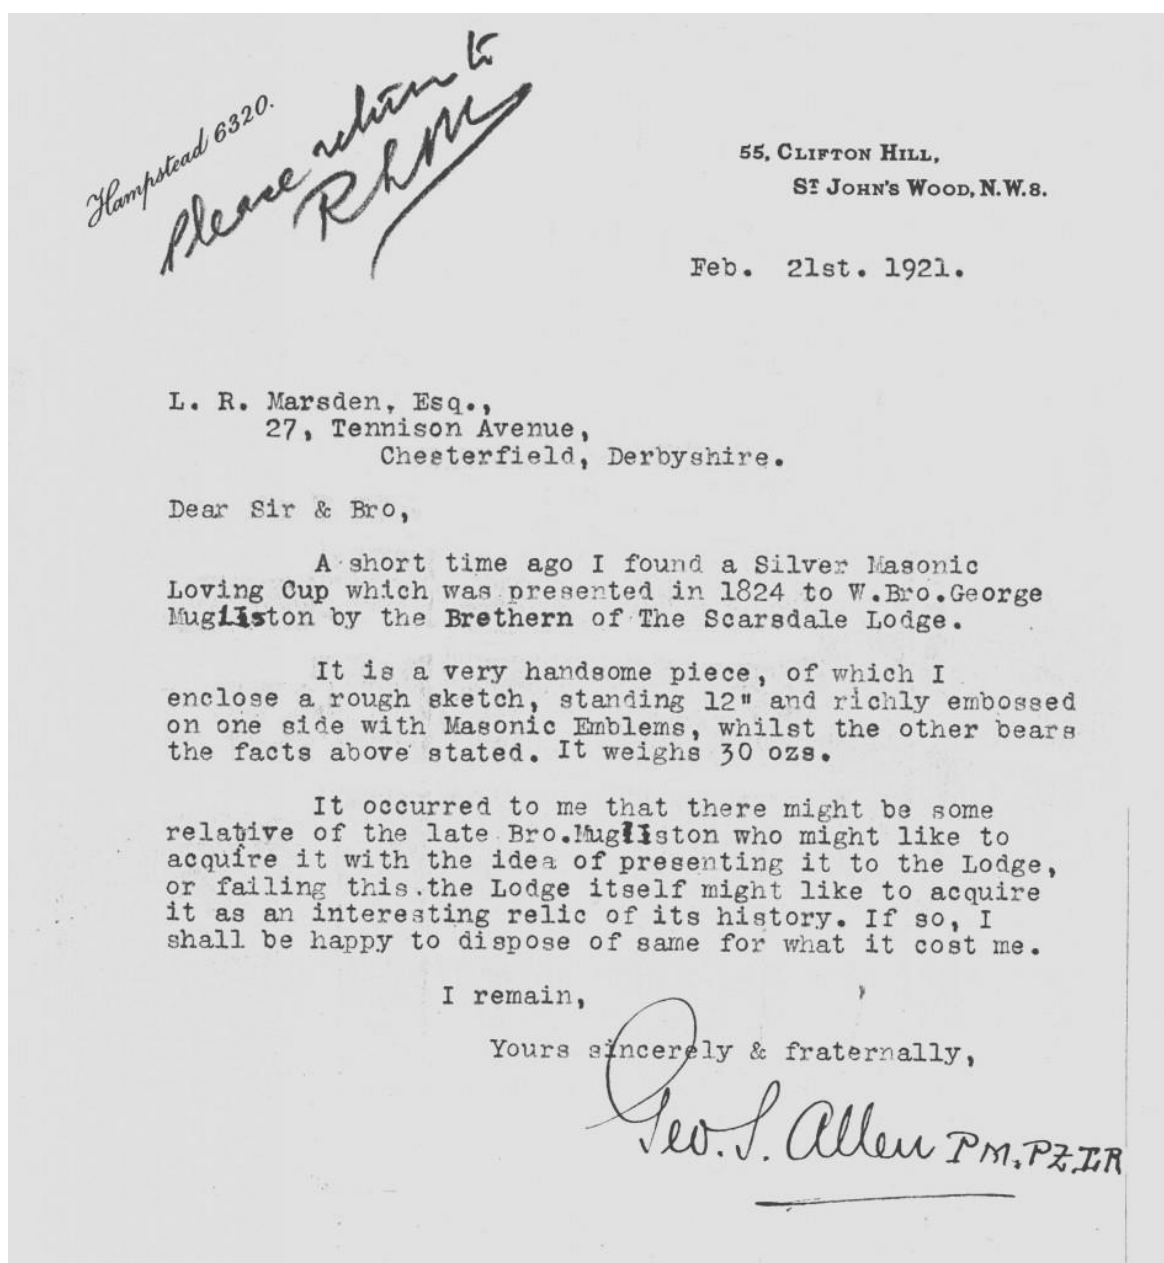 Hampstead 6320.
Please return to
RLM
55, CLIFTON HILL,
ST JOHN'S WOOD, N.W.8.
Feb. 21st. 1921.
L. R. Marsden, Esq.,
27, Tennison Avenue,
Chesterfield, Derbyshire.
Dear Sir & Bro,
A short time ago I found a Silver Masonic
Loving Cup which was presented in 1824 to W.Bro.George
Mugliston by the Brethern of The Scarsdale Lodge.
It is a very handsome piece, of which I
enclose a rough sketch, standing 12" and richly embossed
on one side with Masonic Emblems, whilst the other bears
the facts above stated. It weighs 30 ozs.
It occurred to me that there might be some
relative of the late Bro.Mugliston who might like to
acquire it with the idea of presenting it to the Lodge,
or failing this.the Lodge itself might like to acquire
it as an interesting relic of its history. If so, I
shall be happy to dispose of same for what it cost me.
I remain,
Yours sincerely & fraternally,
Geo. S. Allen PM. PZ. LR